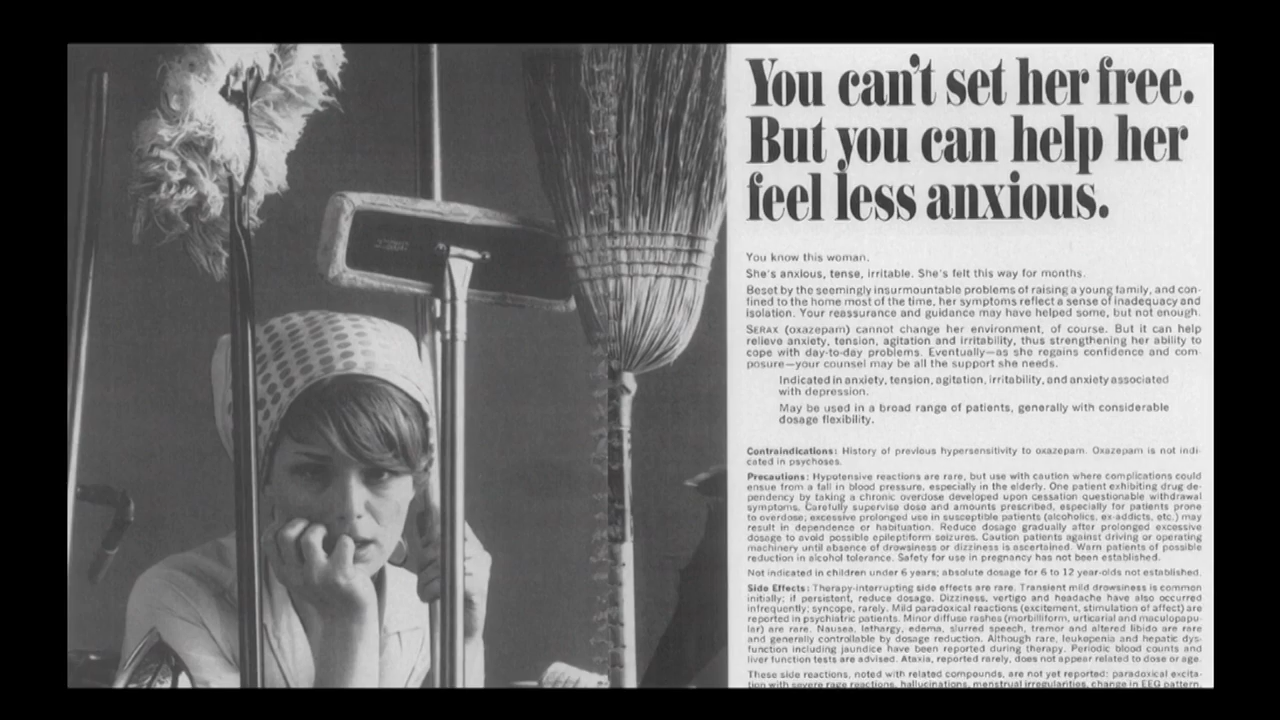 You can't set her free.
But you can help her
feel less anxious.
You know this woman.
She's anxious, tense, irritable. She's felt this way for months.
Beset by the seemingly insurmountable problems of raising a young family, and con-
fined to the home most of the time, her symptoms reflect a sense of inadequacy and
isolation. Your reassurance and guidance may have helped some, but not enough.
SERAX (oxazepam) cannot change her environment, of course. But it can help
relieve anxiety, tension, agitation and irritability, thus strengthening her ability to
cope with day-to-day problems. Eventually—as she regains confidence and com-
posure—your counsel may be all the support she needs.
Indicated in anxiety, tension, agitation, irritability, and anxiety associated
with depression.
May be used in a broad range of patients, generally with considerable
dosage flexibility.
Contraindications: History of previous hypersensitivity to oxazepam. Oxazepam is not indi-
cated in psychoses.
Precautions: Hypotensive reactions are rare, but use with caution where complications could
ensue from a fall in blood pressure, especially in the elderly. One patient exhibiting drug de-
pendency by taking a chronic overdose developed upon cessation questionable withdrawal
symptoms. Carefully supervise dose and amounts prescribed, especially for patients prone
to overdose; excessive prolonged use in susceptible patients (alcoholics, ex-addicts, etc.) may
result in dependence or habituation. Reduce dosage gradually after prolonged excessive
dosage to avoid possible epileptiform seizures. Caution patients against driving or operating
machinery until absence of drowsiness or dizziness is ascertained. Warn patients of possible
reduction in alcohol tolerance. Safety for use in pregnancy has not been established.
Not indicated in children under 6 years; absolute dosage for 6 to 12 year-olds not established.
Side Effects: Therapy-interrupting side effects are rare. Transient mild drowsiness is common
initially; if persistent, reduce dosage. Dizziness, vertigo and headache have also occurred
infrequently; syncope, rarely. Mild paradoxical reactions (excitement, stimulation of affect) are
reported in psychiatric patients. Minor diffuse rashes (morbilliform, urticarial and maculopapu-
lar) are rare. Nausea, lethargy, edema, slurred speech, tremor and altered libido are rare
and generally controllable by dosage reduction. Although rare, leukopenia and hepatic dys-
function including jaundice have been reported during therapy. Periodic blood counts and
liver function tests are advised. Ataxia, reported rarely, does not appear related to dose or age.
These side reactions, noted with related compounds, are not yet reported: paradoxical excita-
tion with severe rage reactions, hallucinations, menstrual irregularities, change in EEG pattern,